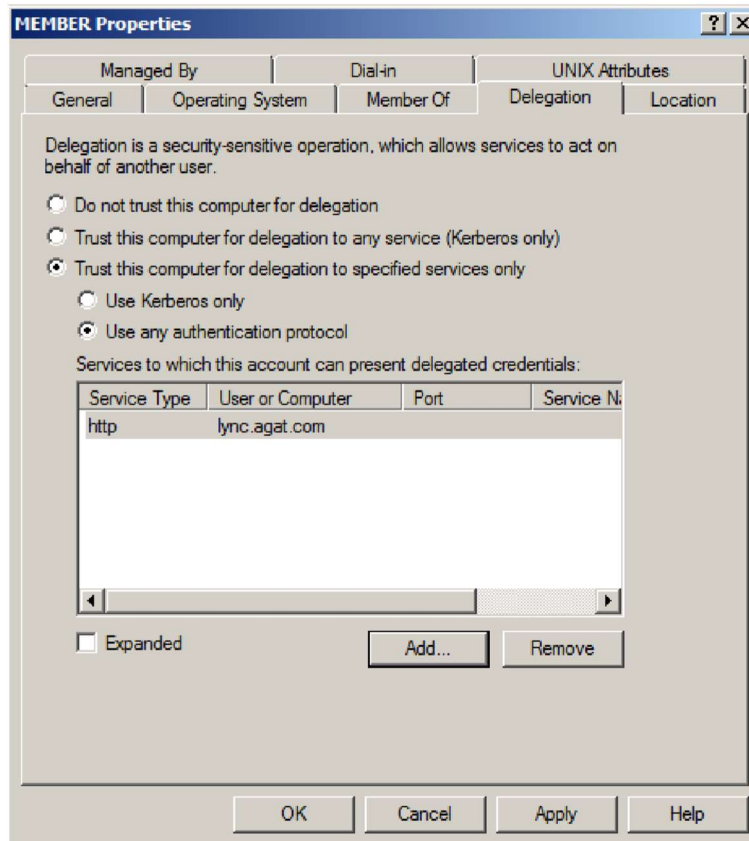 MEMBER Properties
Managed By Dial-in UNIX Attributes
General Operating System Member Of Delegation Location
Delegation is a security-sensitive operation, which allows services to act on
behalf of another user.
Do not trust this computer for delegation
Trust this computer for delegation to any service (Kerberos only)
Trust this computer for delegation to specified services only
Use Kerberos only
Use any authentication protocol
Services to which this account can present delegated credentials:
Service Type User or Computer Port Service Na
http lync.agat.com
Expanded Add... Remove
OK Cancel Apply Help